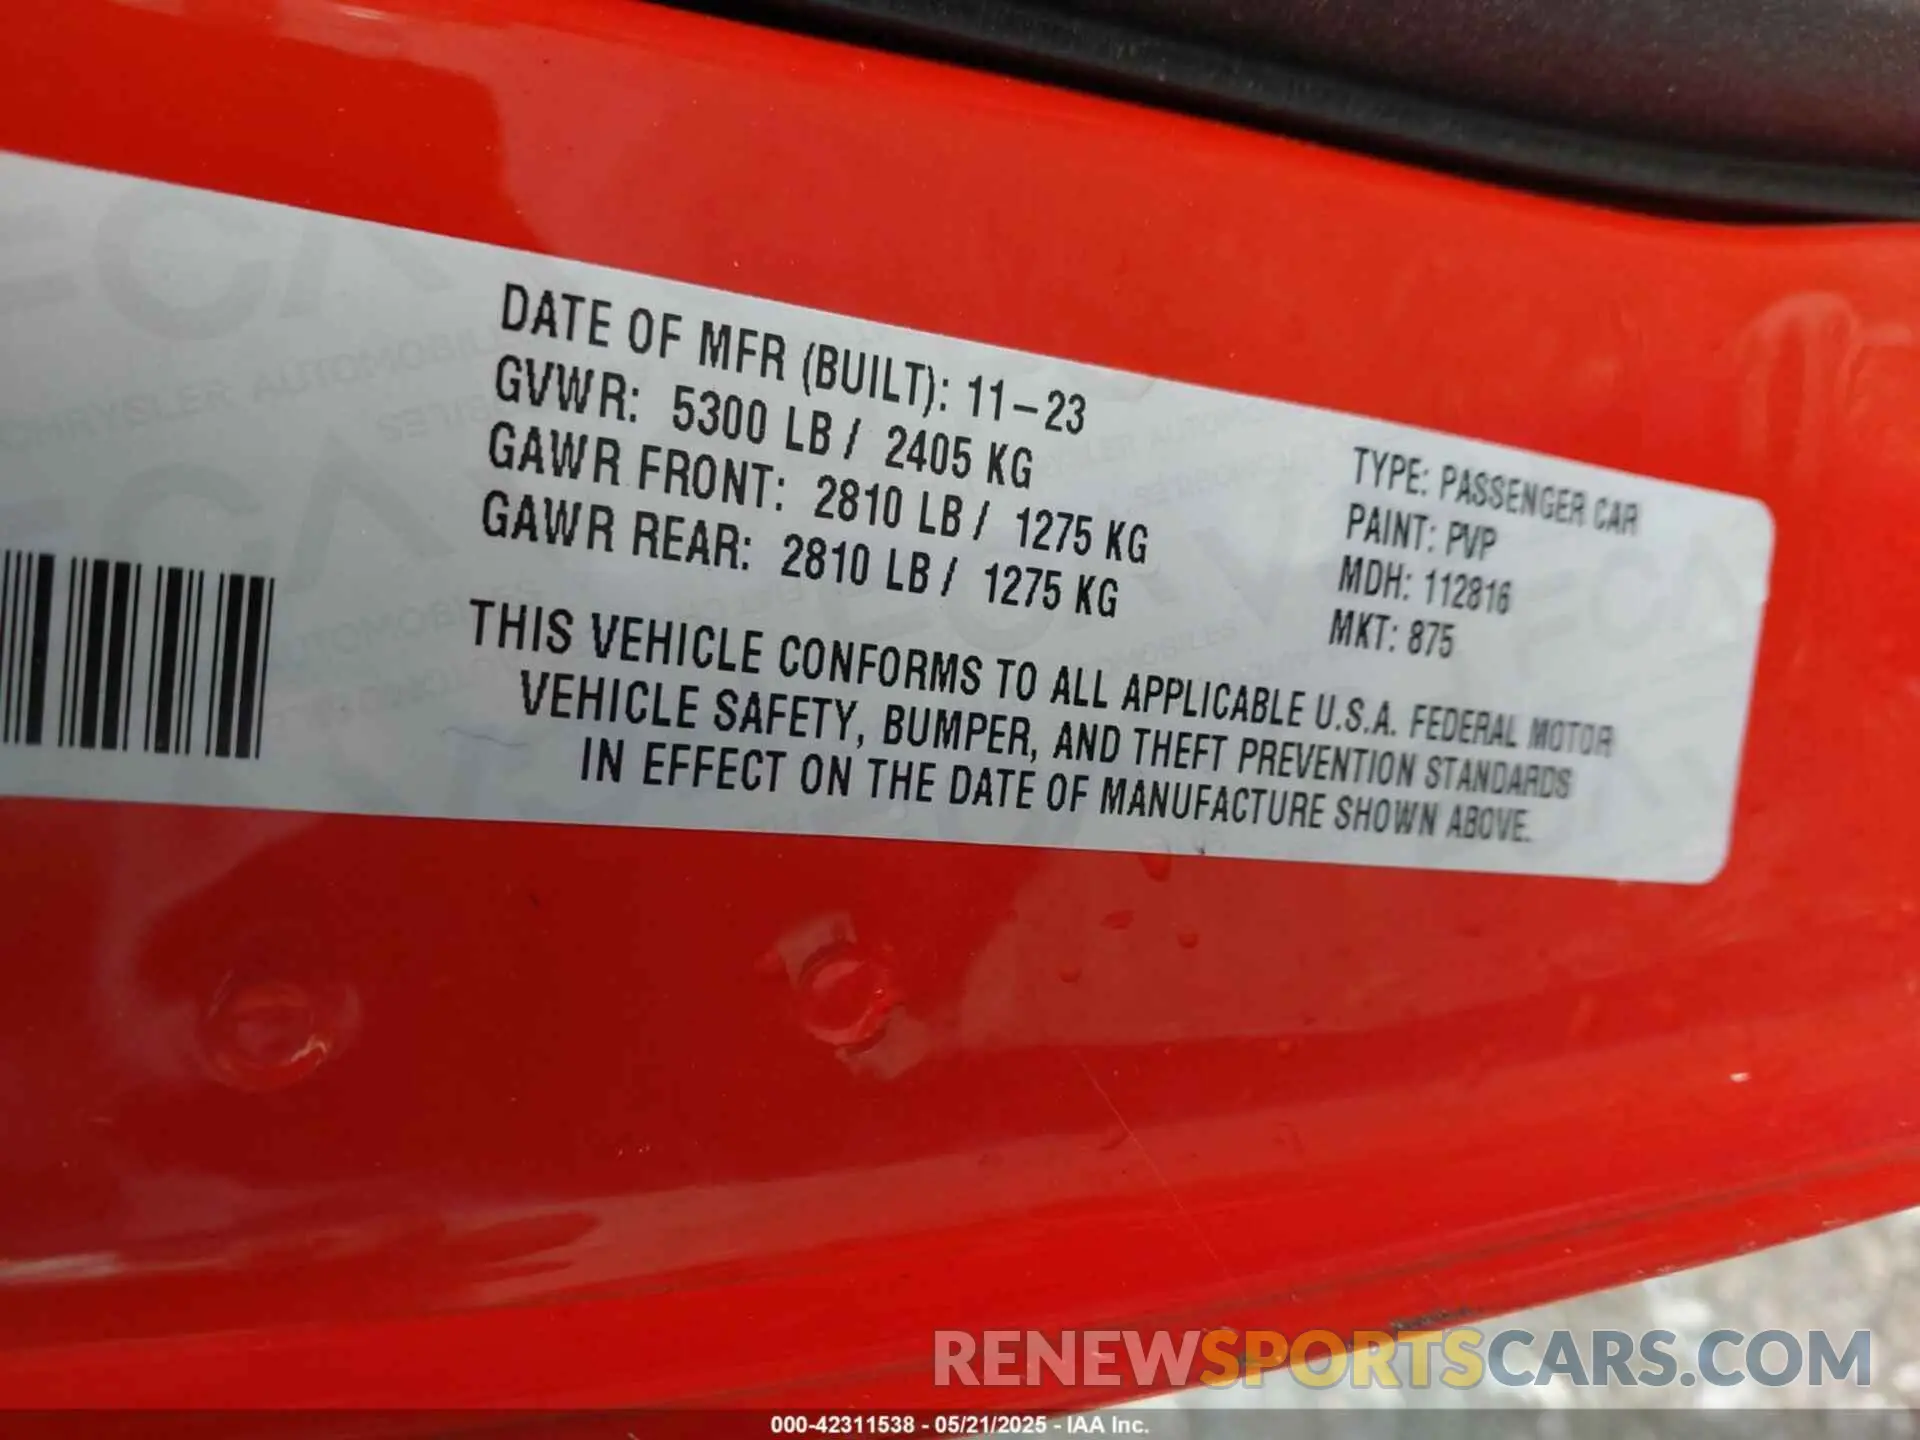 DATE OF MFR (BUILT): 11-23
GVWR: 5300 LB / 2405 KG
GAWR FRONT: 2810 LB / 1275 KG
GAWR REAR: 2810 LB / 1275 KG
TYPE: PASSENGER CAR
PAINT: PVP
MDH: 112816
MKT: 875
THIS VEHICLE CONFORMS TO ALL APPLICABLE U.S.A. FEDERAL MOTOR
VEHICLE SAFETY, BUMPER, AND THEFT PREVENTION STANDARDS
IN EFFECT ON THE DATE OF MANUFACTURE SHOWN ABOVE.
RENEWSPORTSCARS.COM
000-42311538 - 05/21/2025 - IAA Inc.